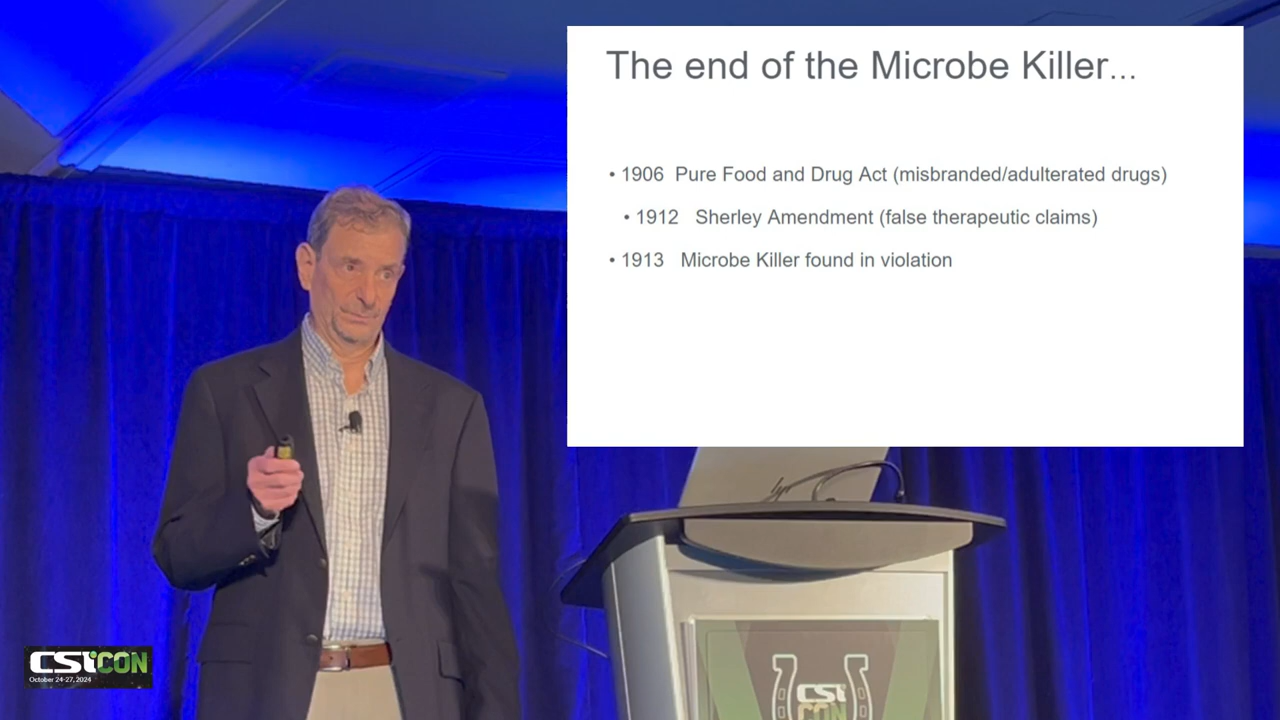 The end of the Microbe Killer...
• 1906 Pure Food and Drug Act (misbranded/adulterated drugs)
• 1912 Sherley Amendment (false therapeutic claims)
• 1913 Microbe Killer found in violation
CSICON
October 24-27, 2024
CSI
CON